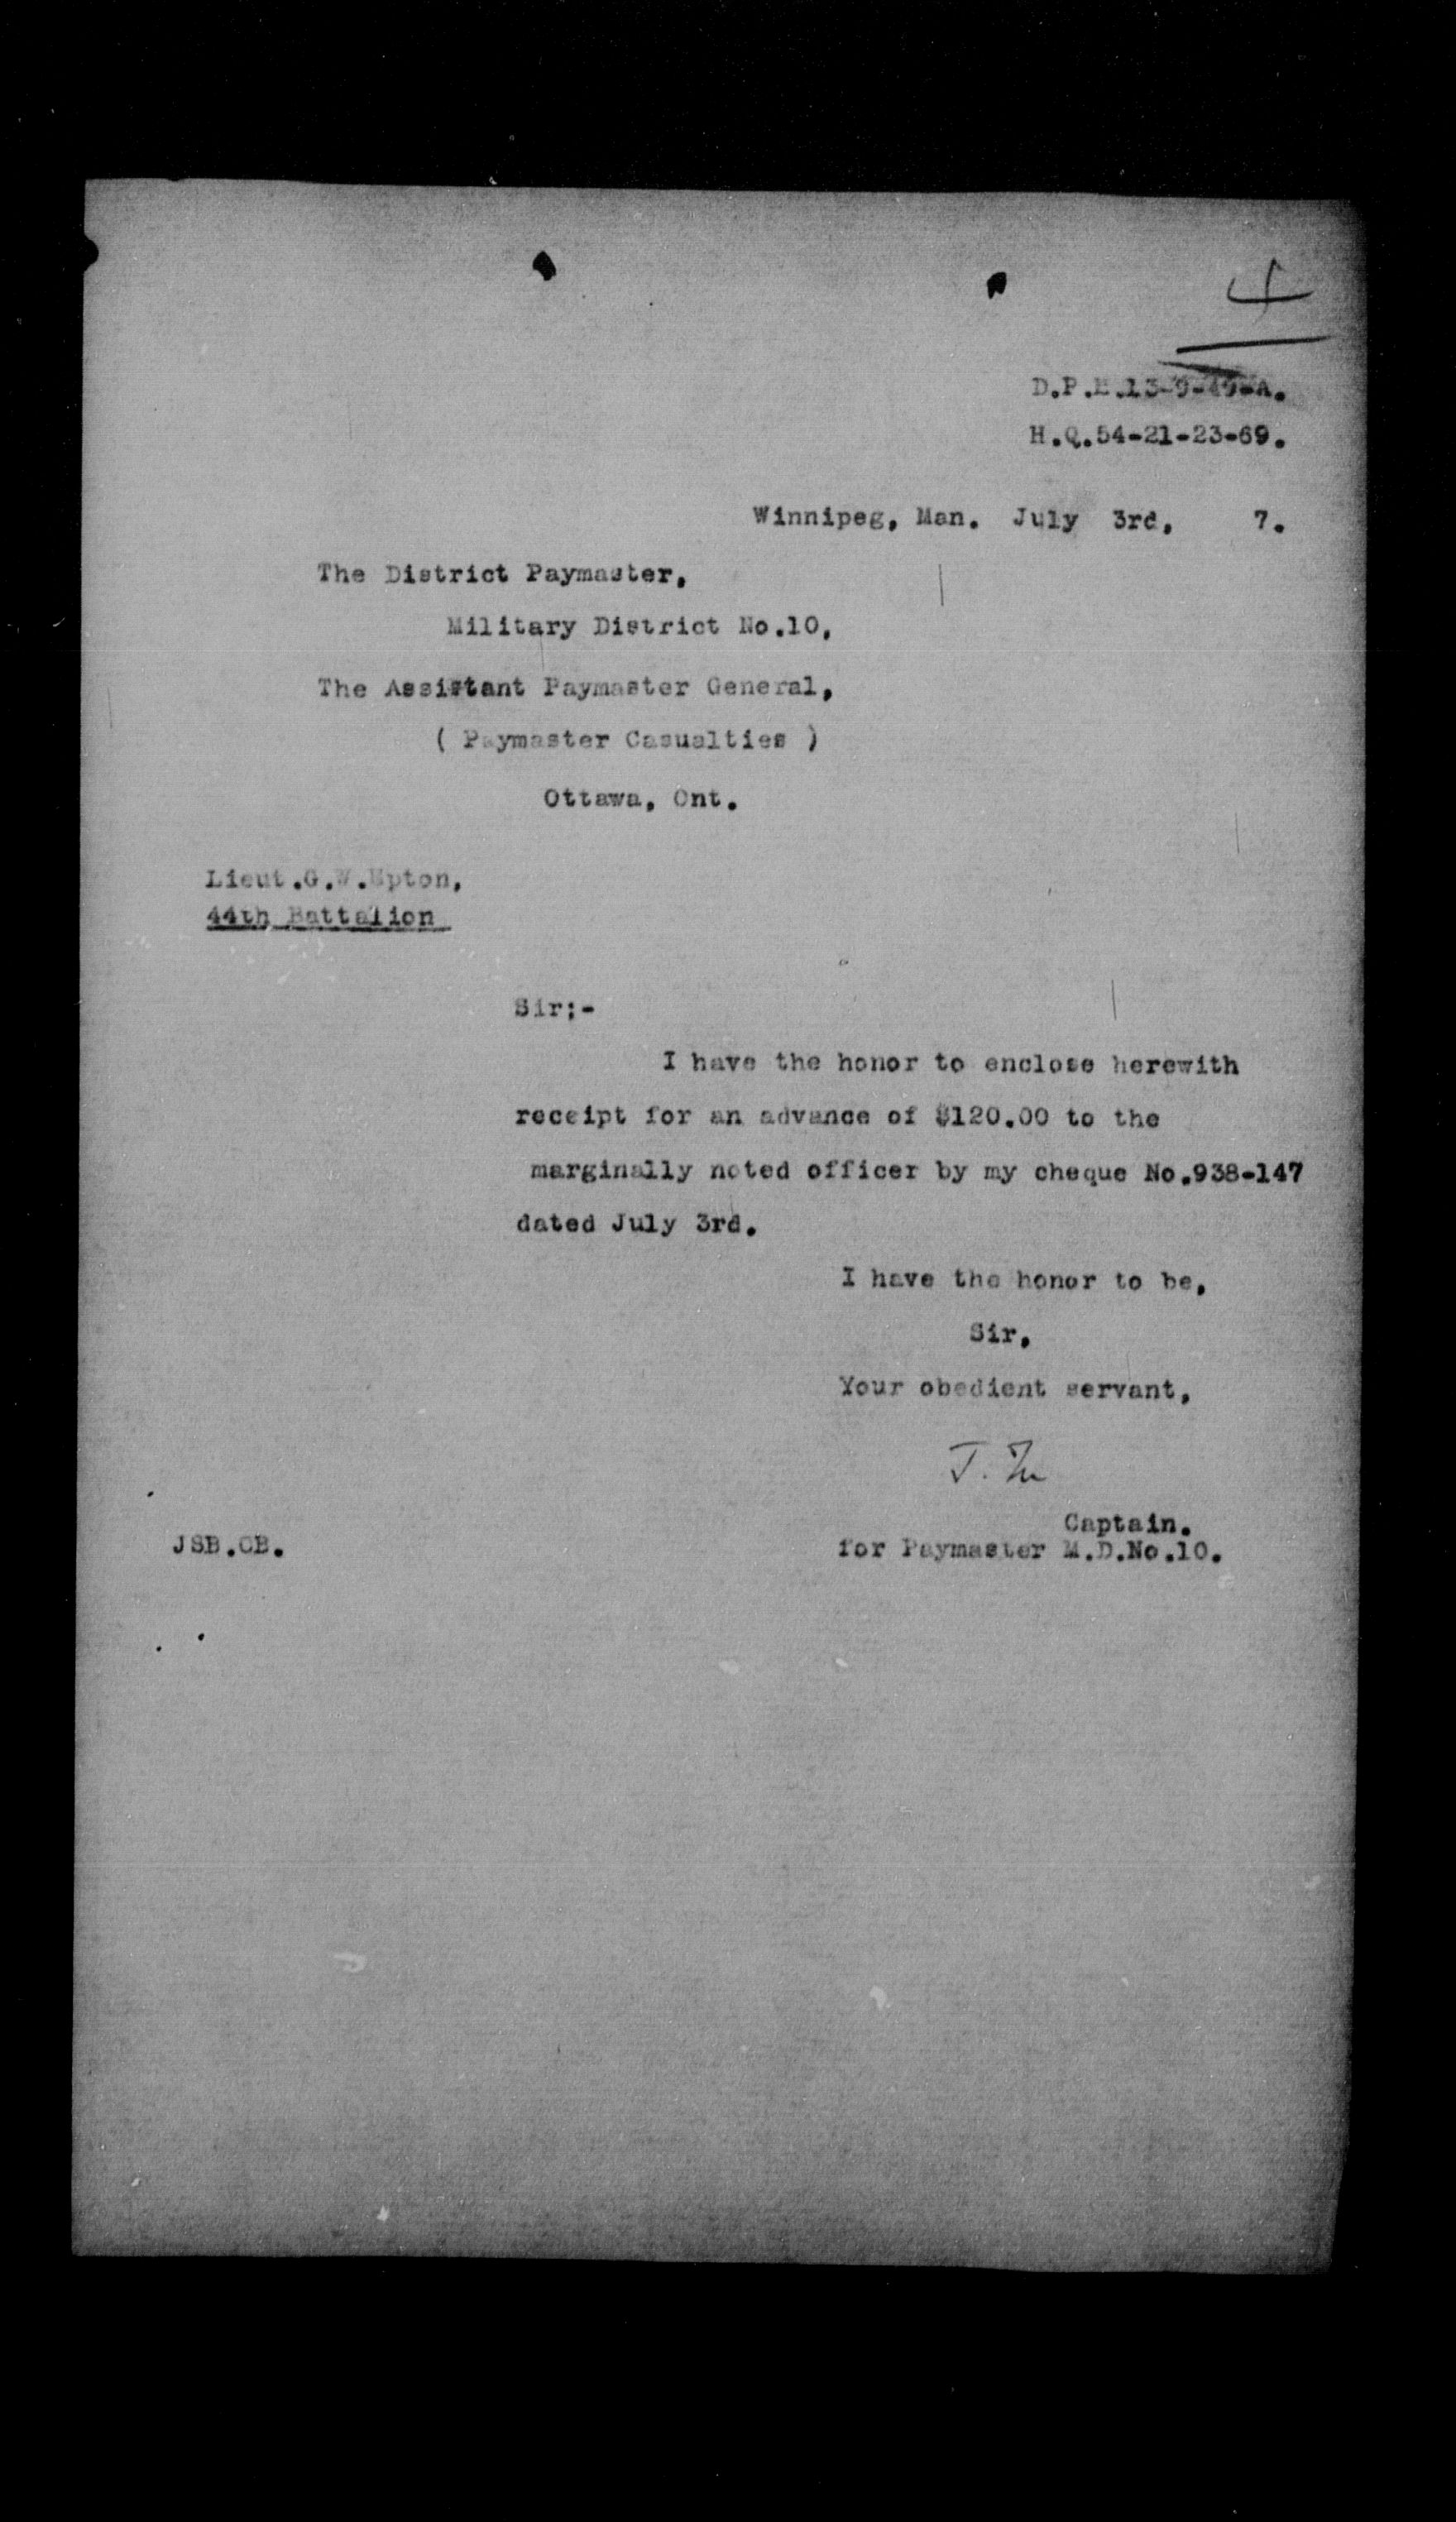 4
D.P.M.13-9-49-A.
H.Q.54-21-23-69.
Winnipeg, Man. July 3rd, 7.
The District Paymaster,
Military District No.10,
The Assistant Paymaster General,
( Paymaster Casualties )
Ottawa, Ont.
Lieut.G.W.Upton,
44th Battalion
Sir;-
I have the honor to enclose herewith
receipt for an advance of $120.00 to the
marginally noted officer by my cheque No.938-147
dated July 3rd.
I have the honor to be,
Sir,
Your obedient servant,
Captain.
JSB.CB.
for Paymaster M.D.No.10.